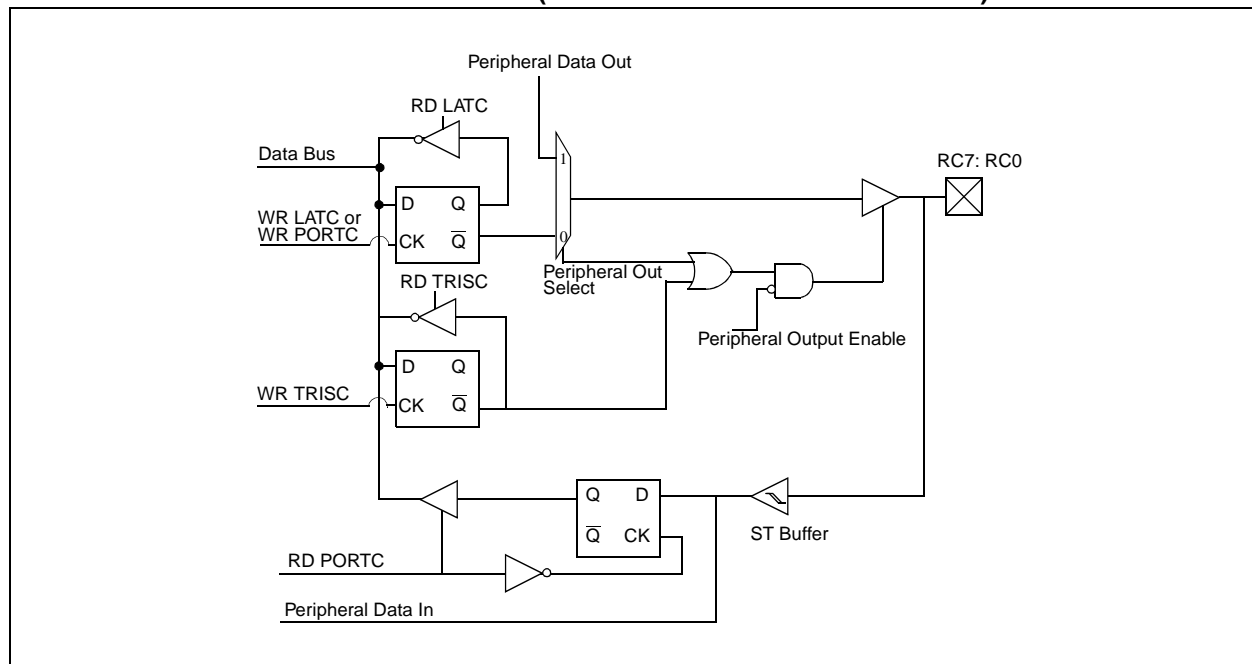 (
)
Peripheral Data Out
RD LATC
Data Bus
1
RC7: RC0
D
Q
WR LATC or
WR PORTC
CK
Q̅
0
Peripheral Out
Select
RD TRISC
Peripheral Output Enable
D
Q
WR TRISC
CK
Q̅
Q
D
Q̅
CK
ST Buffer
RD PORTC
Peripheral Data In